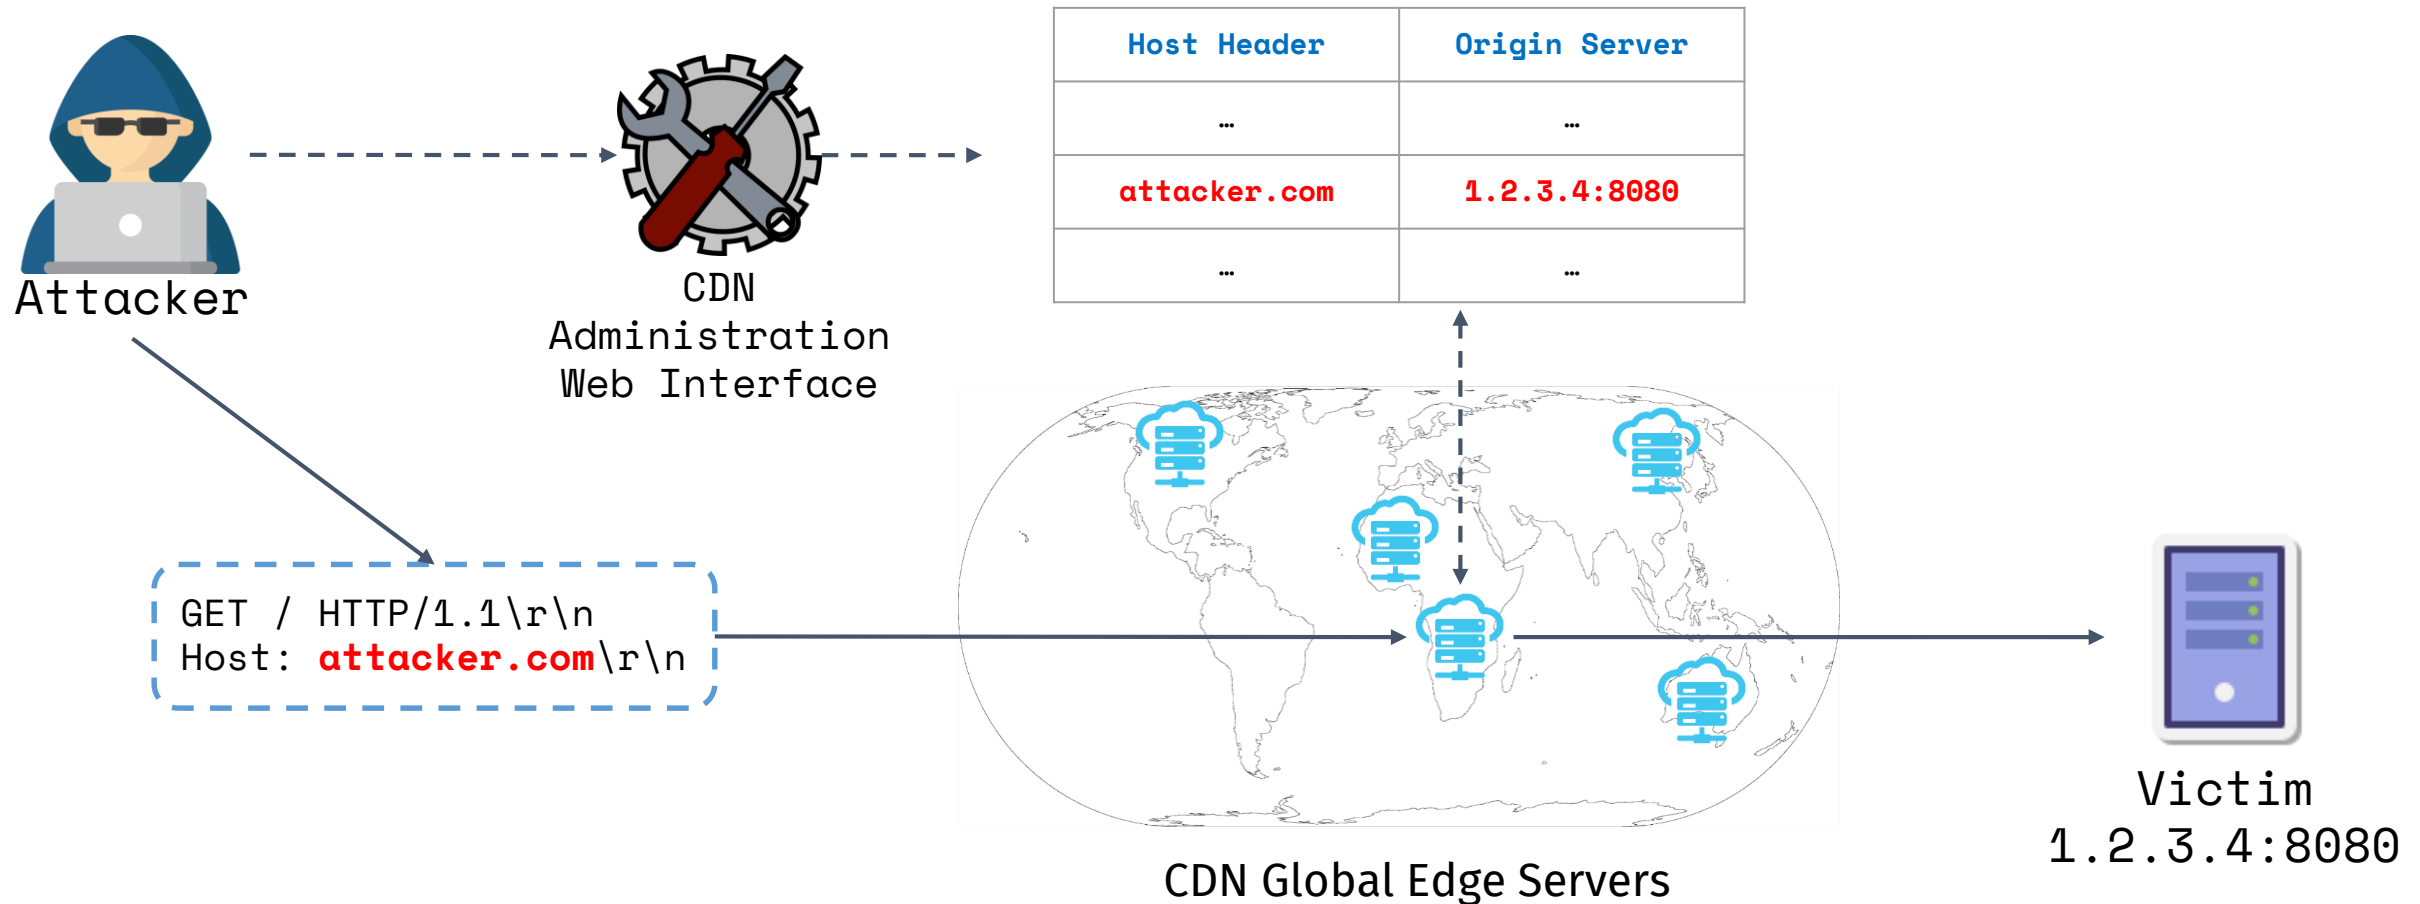 Attacker
CDN
Administration
Web Interface
Host Header Origin Server
… …
attacker.com 1.2.3.4:8080
… …
GET / HTTP/1.1\r\n
Host: attacker.com\r\n
CDN Global Edge Servers
Victim
1.2.3.4:8080